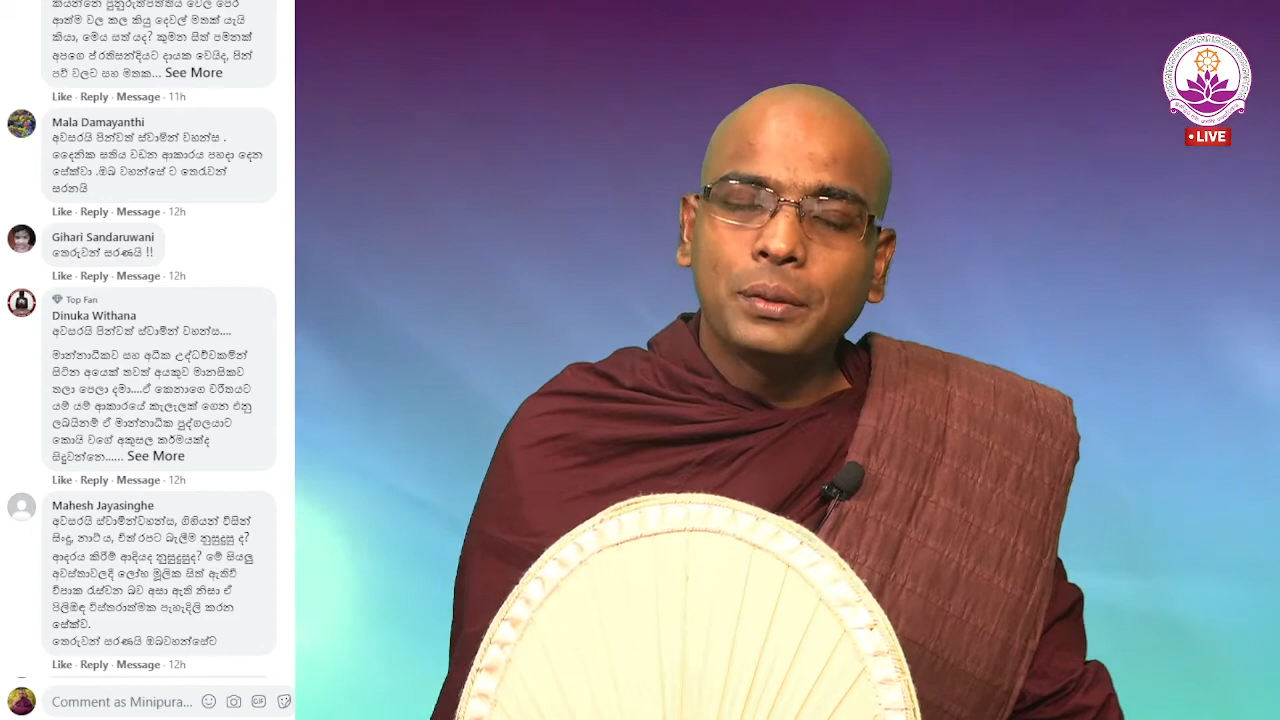 කියන්නේ පුනුරුත්පත්තිය වෙලි පෙර
ආත්ම වල කල කියූ දෙවල් මතක් යැයි
කියා, මෙය සත්‍යද? කුමන සිත් පමනක්
අපගෙ ප්‍රතිසන්දියට දායක වෙයිද, පින්
පව් වලට සහ මතක... See More
Like · Reply · Message · 11h
Mala Damayanthi
අවසරයි පින්වත් ස්වාමින් වහන්ස .
දෛනික සතිය වඩන ආකාරය පහදා දෙන
සේක්වා .ඔබ වහන්සේ ට තෙරැවන්
සරනයි
Like · Reply · Message · 12h
Gihari Sandaruwani
තෙරුවන් සරණයි !!
Like · Reply · Message · 12h
Top Fan
Dinuka Withana
අවසරයි පින්වත් ස්වාමීන් වහන්ස....
මාන්නාධිකව සහ අධික උද්ධච්චකමින්
සිටින අයෙක් තවත් අයකුව මානසිකව
තලා පෙලා දමා....ඒ කෙනාගෙ චරිතයට
යම් යම් ආකාරයේ කැලැලක් ගෙන එනු
ලබයිනම් ඒ මාන්නාධික පුද්ගලයාට
කොයි වගේ අකුසල කර්මයක්ද
සිදුවන්නෙ...... See More
Like · Reply · Message · 12h
Mahesh Jayasinghe
අවසරයි ස්වාමීන්වහන්ස, ගිහියන් විසින්
සිංදු, නාට්‍ය, චිත්‍රපට බැලීම නුසුදුසු ද?
ආදරය කිරීම් ආදියද නුසුදුසුද? මේ සියලු
අවස්තාවලදී ලෝභ මූලික සිත් ඇතිවී
විපාක රැස්වන බව අසා ඇති නිසා ඒ
පිලිඹඳ විස්තරාත්මක පැහැදිලි කරන
සේක්ව.
තෙරුවන් සරණයි ඔබවහන්සේට
Like · Reply · Message · 12h
Comment as Minipura...
GIF
• LIVE